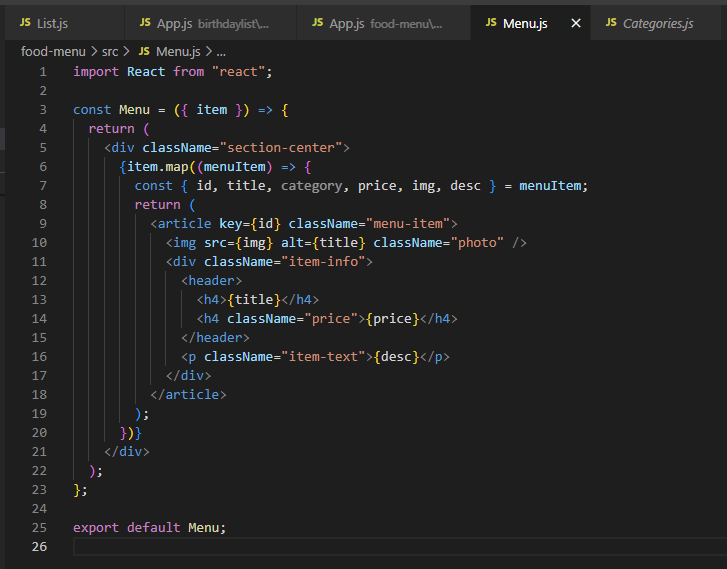 JS List.js JS App.js birthdaylist\... JS App.js food-menu\... JS Menu.js × JS Categories.js
food-menu > src > JS Menu.js > ...
1 import React from "react";
2
3 const Menu = ({ item }) => {
4 return (
5 <div className="section-center">
6 {item.map((menuItem) => {
7 const { id, title, category, price, img, desc } = menuItem;
8 return (
9 <article key={id} className="menu-item">
10 <img src={img} alt={title} className="photo" />
11 <div className="item-info">
12 <header>
13 <h4>{title}</h4>
14 <h4 className="price">{price}</h4>
15 </header>
16 <p className="item-text">{desc}</p>
17 </div>
18 </article>
19 );
20 })}
21 </div>
22 );
23 };
24
25 export default Menu;
26